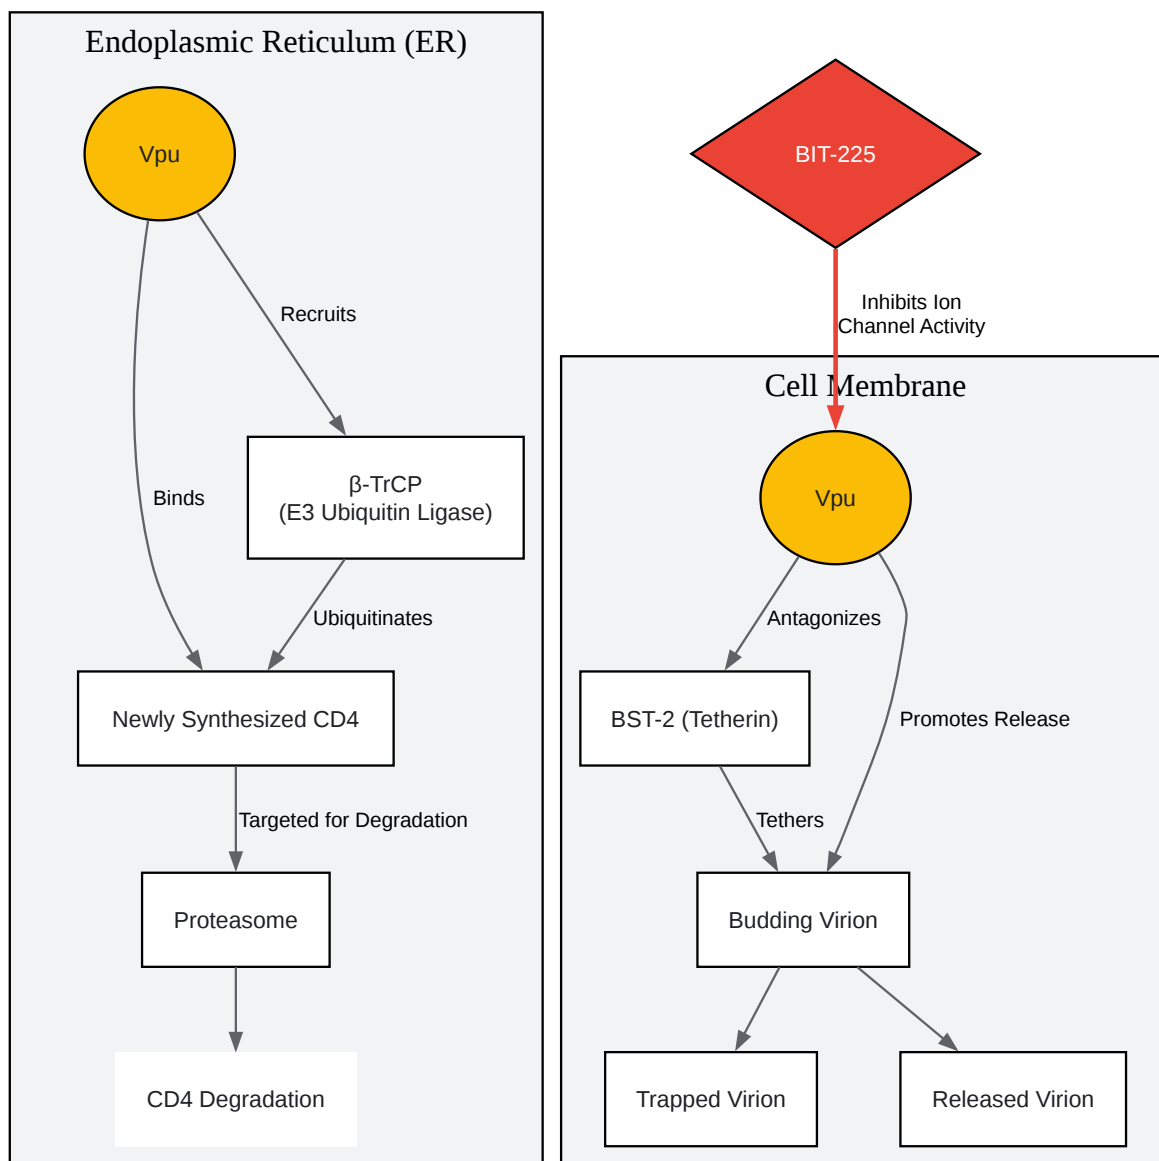 Endoplasmic Reticulum (ER)
Vpu
Recruits
Binds
β-TrCP
(E3 Ubiquitin Ligase)
Ubiquitinates
Newly Synthesized CD4
Targeted for Degradation
Proteasome
CD4 Degradation
BIT-225
Inhibits Ion
Channel Activity
Cell Membrane
Vpu
Antagonizes
BST-2 (Tetherin)
Promotes Release
Tethers
Budding Virion
Trapped Virion
Released Virion